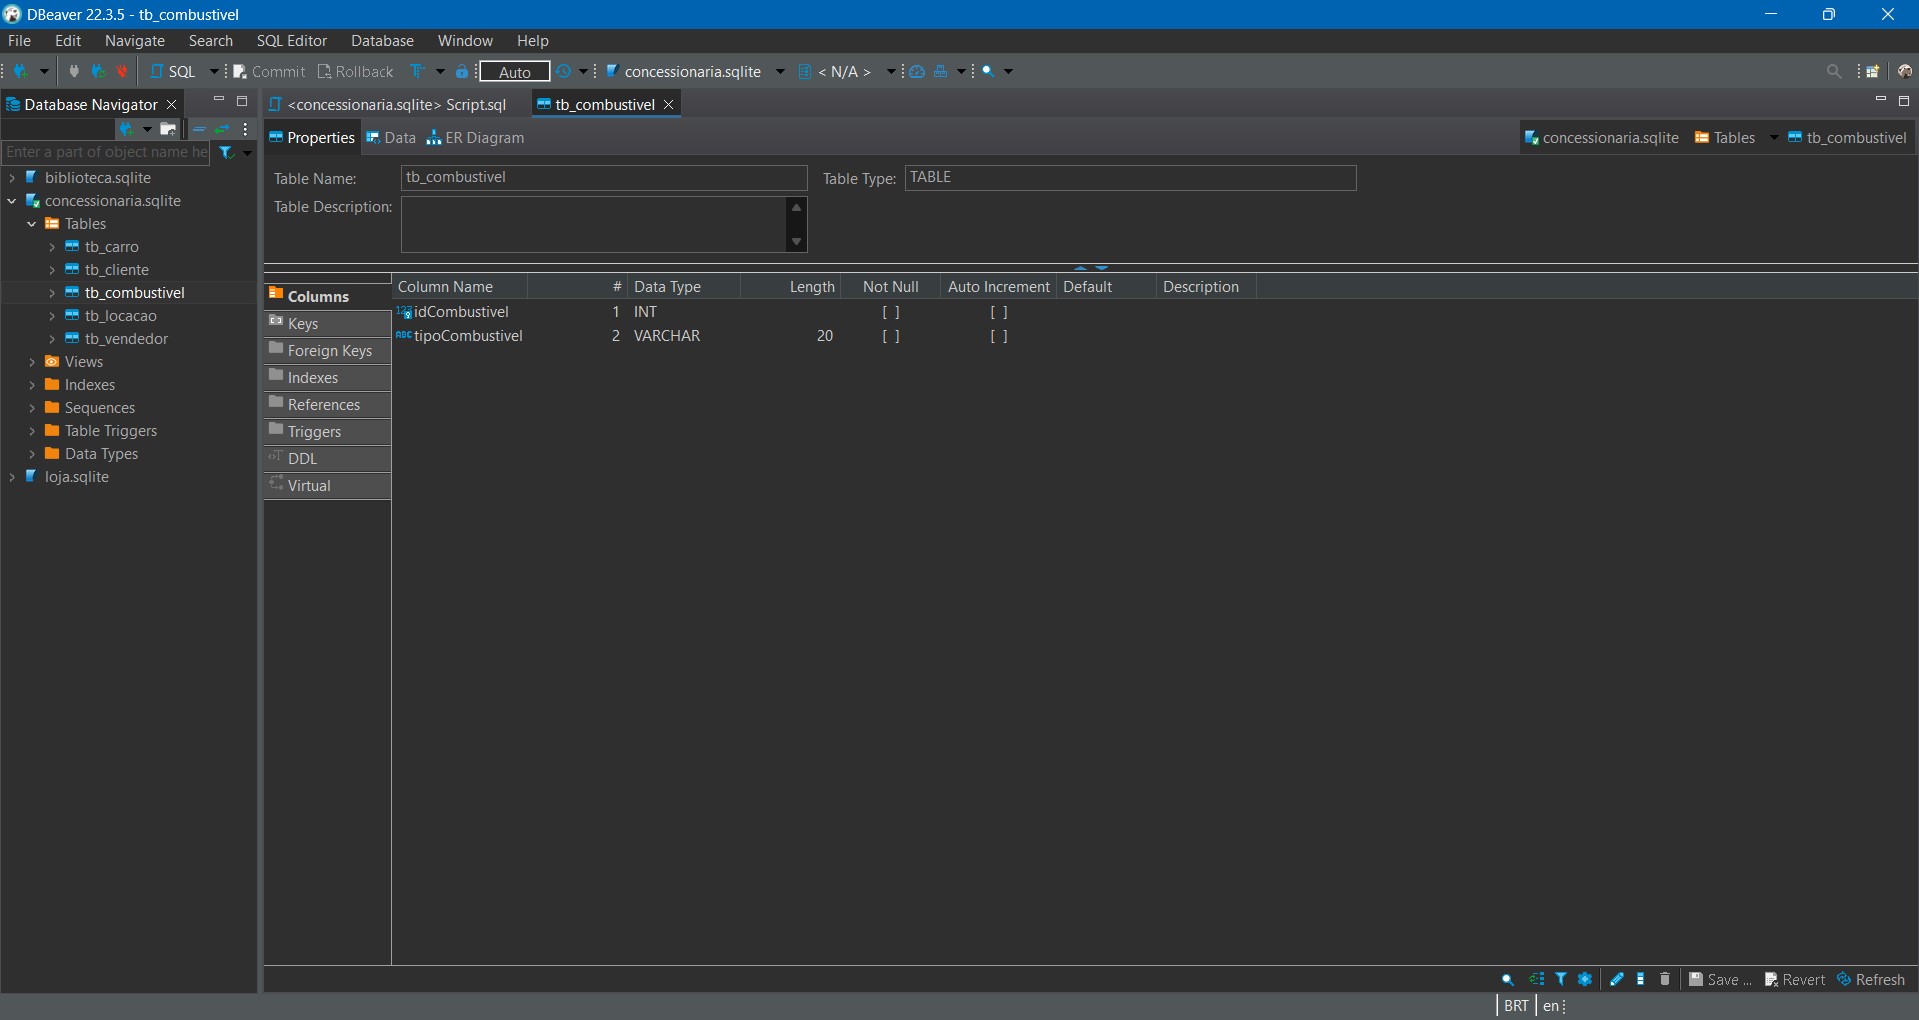 DBeaver 22.3.5 - tb_combustivel
File Edit Navigate Search SQL Editor Database Window Help
SQL Commit Rollback Auto concessionaria.sqlite < N/A >
Database Navigator
<concessionaria.sqlite> Script.sql tb_combustivel
Properties Data ER Diagram concessionaria.sqlite Tables tb_combustivel
Enter a part of object name he
biblioteca.sqlite
concessionaria.sqlite
Tables
tb_carro
tb_cliente
tb_combustivel
tb_locacao
tb_vendedor
Views
Indexes
Sequences
Table Triggers
Data Types
loja.sqlite
Table Name: tb_combustivel Table Type: TABLE
Table Description:
Columns
Keys
Foreign Keys
Indexes
References
Triggers
DDL
Virtual
Column Name # Data Type Length Not Null Auto Increment Default Description
123 idCombustivel 1 INT [ ] [ ]
ABC tipoCombustivel 2 VARCHAR 20 [ ] [ ]
Save ... Revert Refresh
BRT en